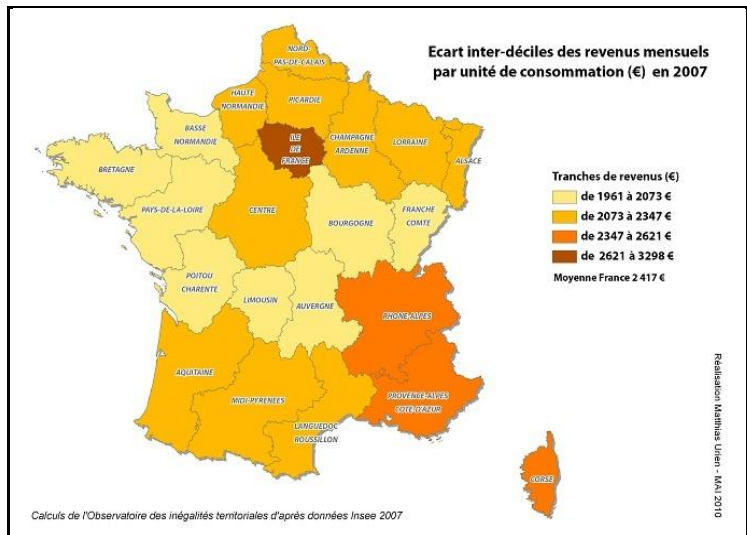 Ecart inter-déciles des revenus mensuels
par unité de consommation (€) en 2007
NORD-
PAS-DE-CALAIS
HAUTE
NORMANDIE
PICARDIE
BASSE
NORMANDIE
ILE
DE
FRANCE
CHAMPAGNE
ARDENNE
LORRAINE
ALSACE
BRETAGNE
PAYS-DE-LA-LOIRE
CENTRE
BOURGOGNE
FRANCHE
COMTE
POITOU
CHARENTE
LIMOUSIN
AUVERGNE
RHONE-ALPES
AQUITAINE
MIDI-PYRENEES
LANGUEDOC
ROUSSILLON
PROVENDE-ALPES
COTE-D'AZUR
CORSE
Tranches de revenus (€)
de 1961 à 2073 €
de 2073 à 2347 €
de 2347 à 2621 €
de 2621 à 3298 €
Moyenne France 2 417 €
Réalisation Matthias Urien - MAI 2010
Calculs de l'Observatoire des inégalités territoriales d'après données Insee 2007